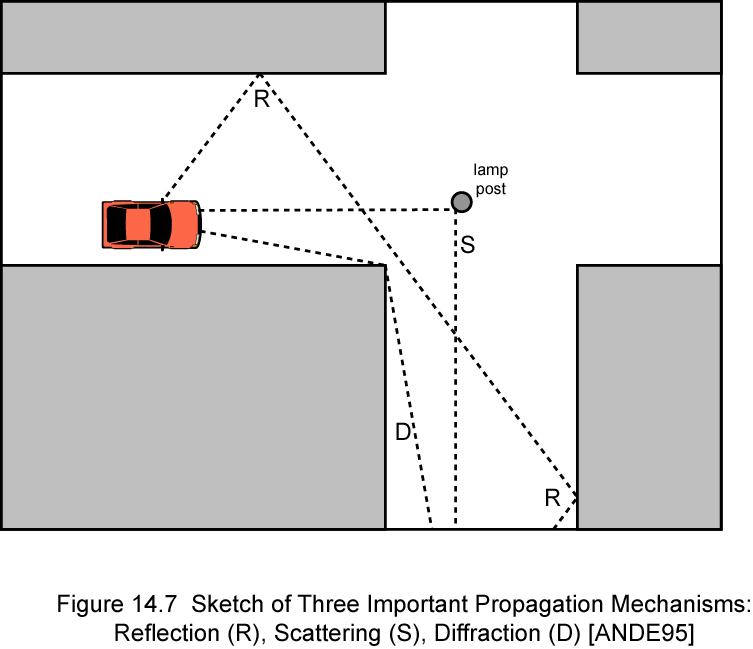 R
lamp
post
S
D
R
Figure 14.7 Sketch of Three Important Propagation Mechanisms:
Reflection (R), Scattering (S), Diffraction (D) [ANDE95]